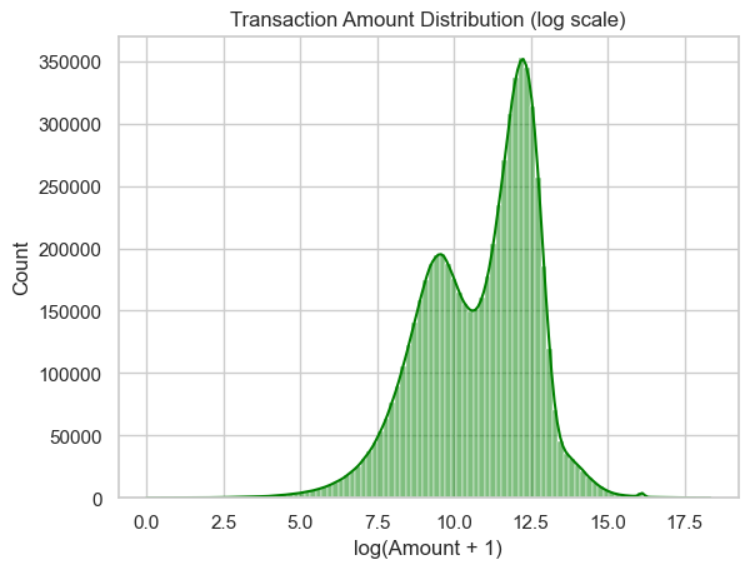 Transaction Amount Distribution (log scale)
350000
300000
250000
200000
150000
100000
50000
0
Count
0.0 2.5 5.0 7.5 10.0 12.5 15.0 17.5
log(Amount + 1)